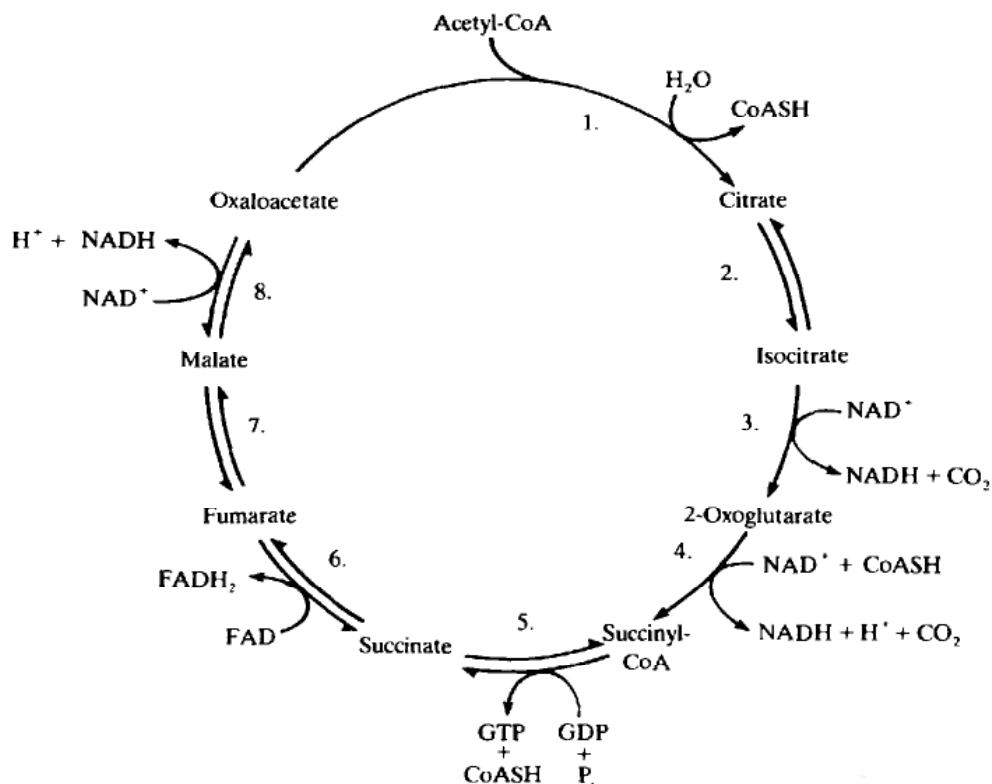 Acetyl-CoA
H₂O
CoASH
1.
Oxaloacetate
Citrate
H⁺ + NADH
NAD⁺
8.
2.
Malate
Isocitrate
7.
3.
NAD⁺
NADH + CO₂
Fumarate
2-Oxoglutarate
6.
4.
FADH₂
FAD
NAD⁺ + CoASH
NADH + H⁺ + CO₂
5.
Succinate
Succinyl-
CoA
GTP
+
CoASH
GDP
+
P.